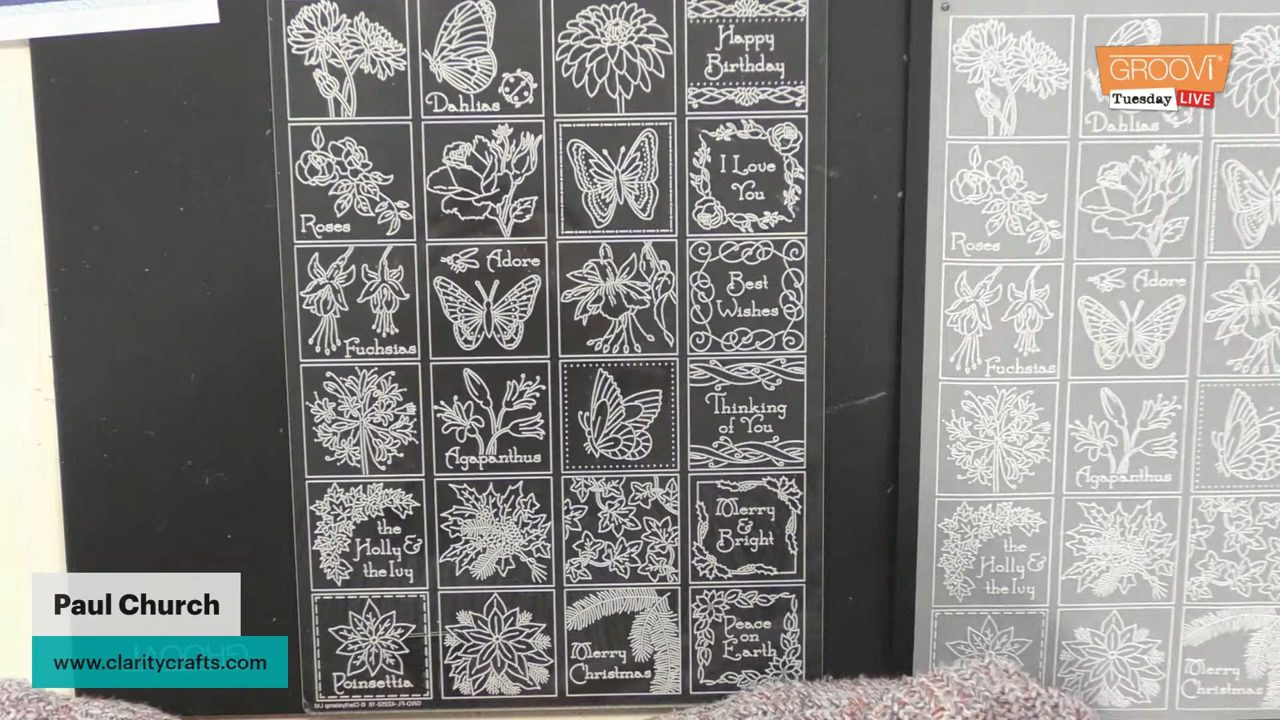 GROOVI
Tuesday LIVE
Happy
Birthday
Dahlias
I Love
You
Roses
Adore
Best
Wishes
Fuchsias
Thinking
of You
Agapanthus
the
Holly &
the Ivy
Merry
&
Bright
Peace
on
Earth
Merry
Christmas
Poinsettia
Dahlias
Roses
Adore
Fuchsias
Agapanthus
the
Holly &
the Ivy
Merry
Christmas
Paul Church
www.claritycrafts.com